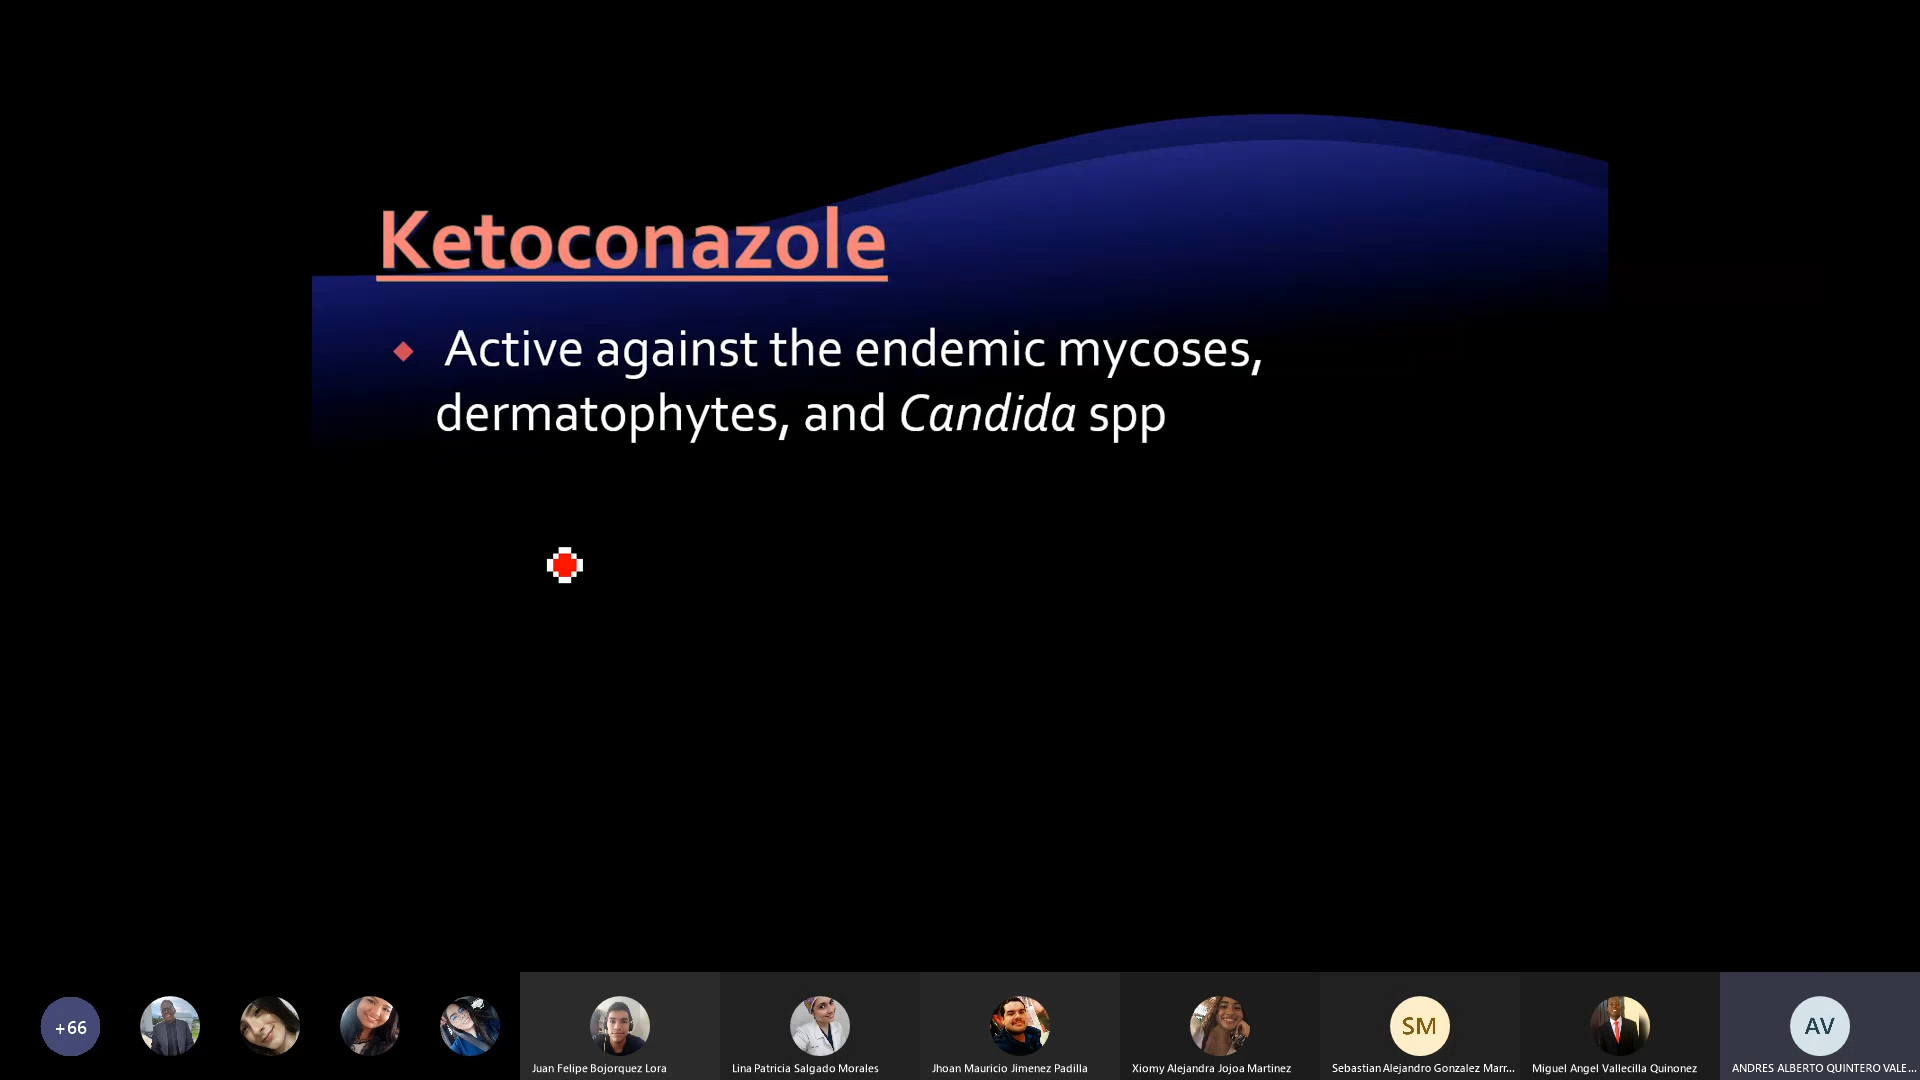 Ketoconazole
Active against the endemic mycoses,
dermatophytes, and Candida spp
+66
Juan Felipe Bojorquez Lora
Lina Patricia Salgado Morales
Jhoan Mauricio Jimenez Padilla
Xiomy Alejandra Jojoa Martinez
SM
Sebastian Alejandro Gonzalez Marr...
Miguel Angel Vallecilla Quinonez
AV
ANDRES ALBERTO QUINTERO VALE...